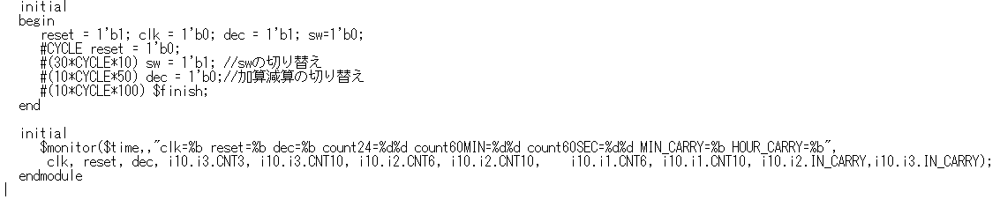 initial
begin
reset = 1'b1; clk = 1'b0; dec = 1'b1; sw=1'b0;
#CYCLE reset = 1'b0;
#(30*CYCLE*10) sw = 1'b1; //swの切り替え
#(10*CYCLE*50) dec = 1'b0;//加算減算の切り替え
#(10*CYCLE*100) $finish;
end
initial
$monitor($time,,"clk=%b reset=%b dec=%b count24=%d%d count60MIN=%d%d count60SEC=%d%d MIN_CARRY=%b HOUR_CARRY=%b",
clk, reset, dec, i10.i3.CNT3, i10.i3.CNT10, i10.i2.CNT6, i10.i2.CNT10, i10.i1.CNT6, i10.i1.CNT10, i10.i2.IN_CARRY,i10.i3.IN_CARRY);
endmodule